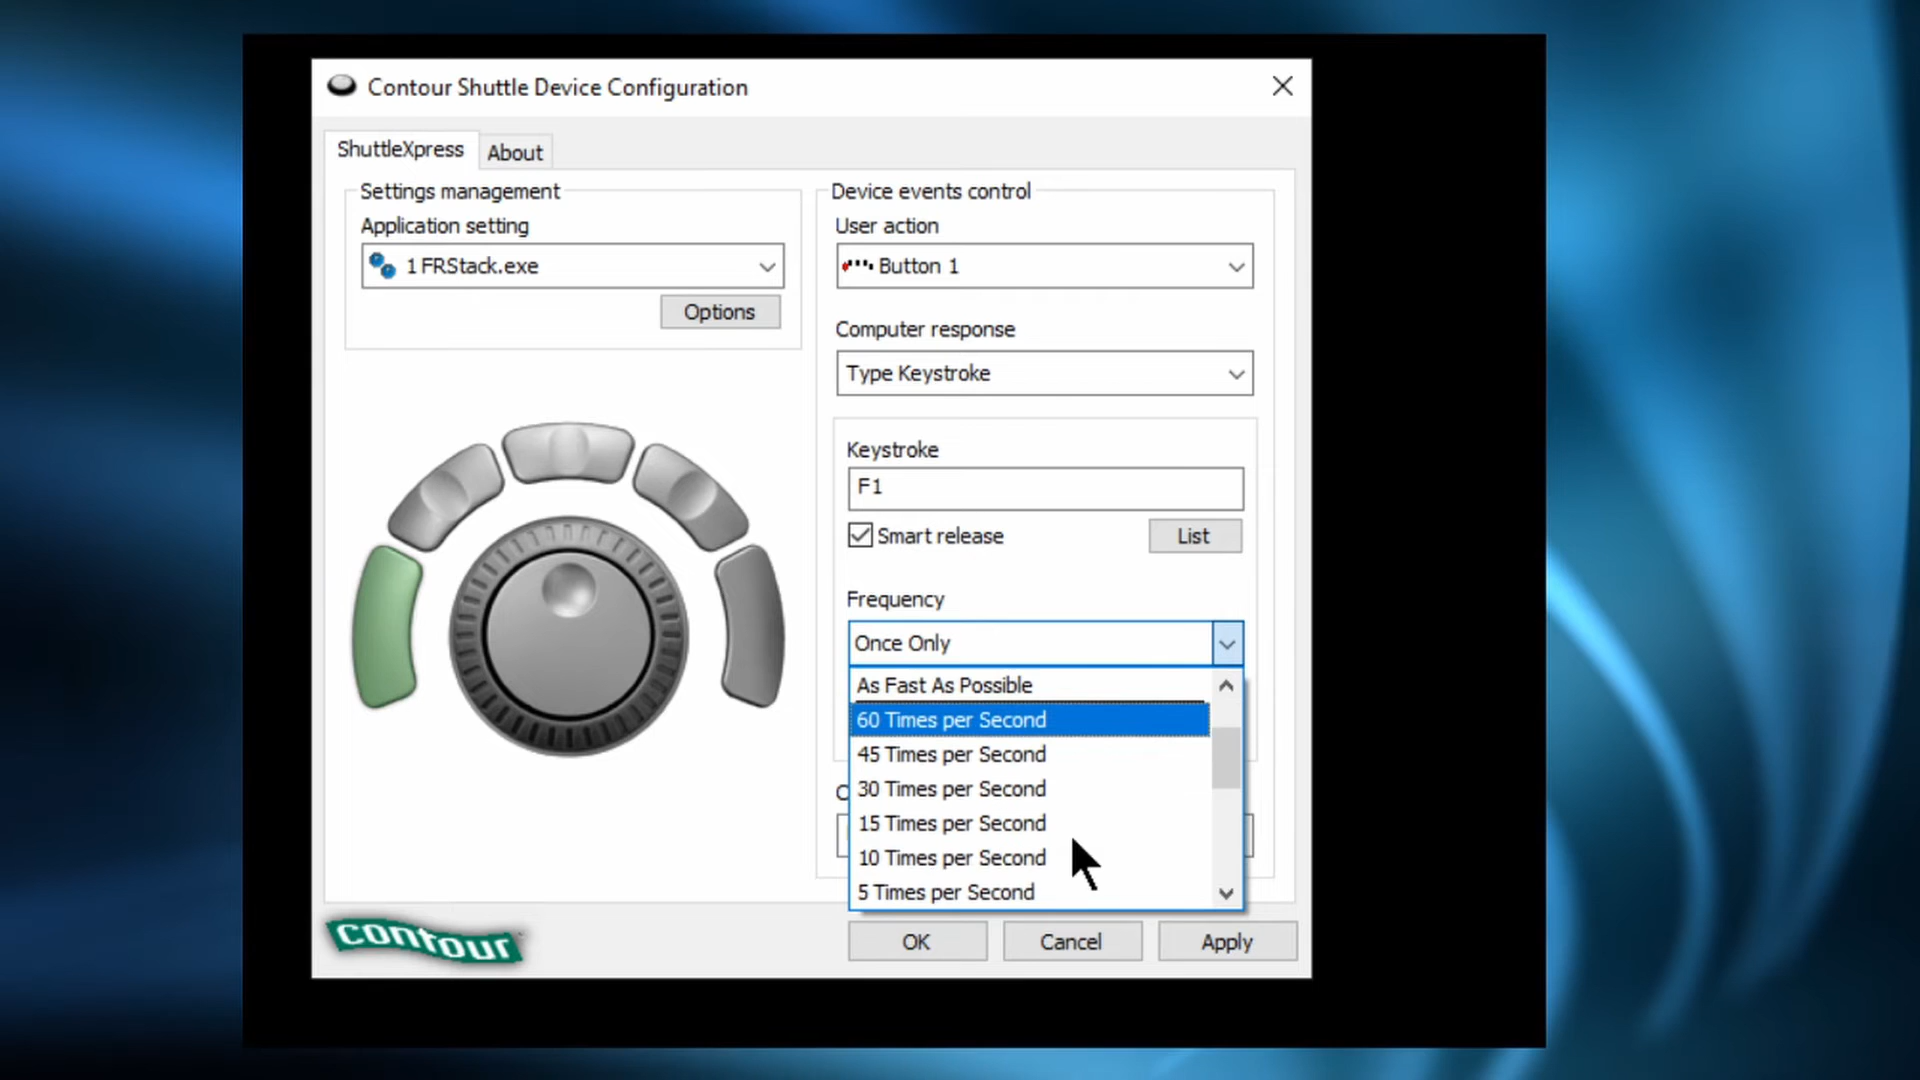 Contour Shuttle Device Configuration
ShuttleXpress
About
Settings management
Application setting
1 FRStack.exe
Options
Device events control
User action
Button 1
Computer response
Type Keystroke
Keystroke
F1
Smart release
List
Frequency
Once Only
As Fast As Possible
60 Times per Second
45 Times per Second
30 Times per Second
15 Times per Second
10 Times per Second
5 Times per Second
contour
OK
Cancel
Apply